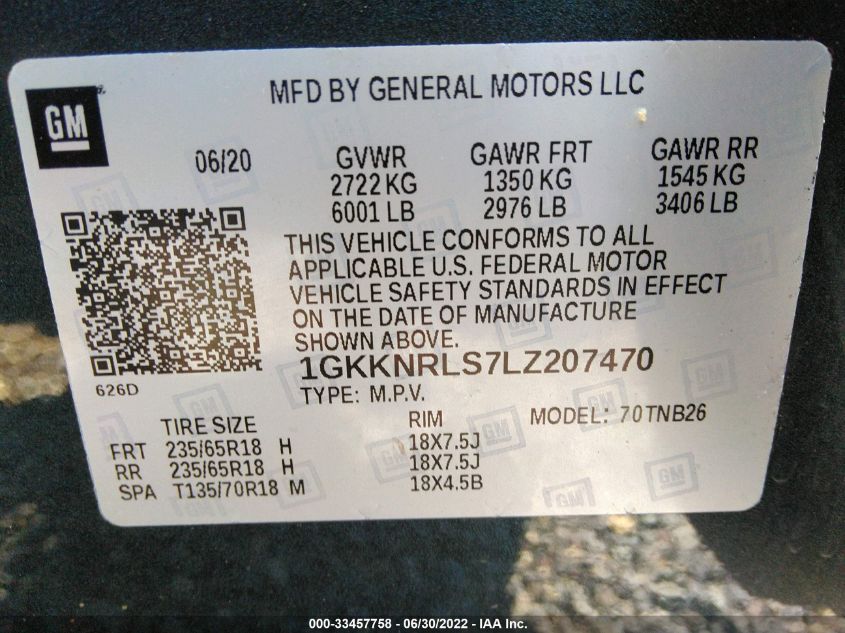 MFD BY GENERAL MOTORS LLC
GM
06/20 GVWR GAWR FRT GAWR RR
2722 KG 1350 KG 1545 KG
6001 LB 2976 LB 3406 LB
THIS VEHICLE CONFORMS TO ALL
APPLICABLE U.S. FEDERAL MOTOR
VEHICLE SAFETY STANDARDS IN EFFECT
ON THE DATE OF MANUFACTURE
SHOWN ABOVE.
1GKKNRLS7LZ207470
626D
TYPE: M.P.V.
TIRE SIZE RIM MODEL: 70TNB26
FRT 235/65R18 H 18X7.5J
RR 235/65R18 H 18X7.5J
SPA T135/70R18 M 18X4.5B
000-33457758 - 06/30/2022 - IAA Inc.